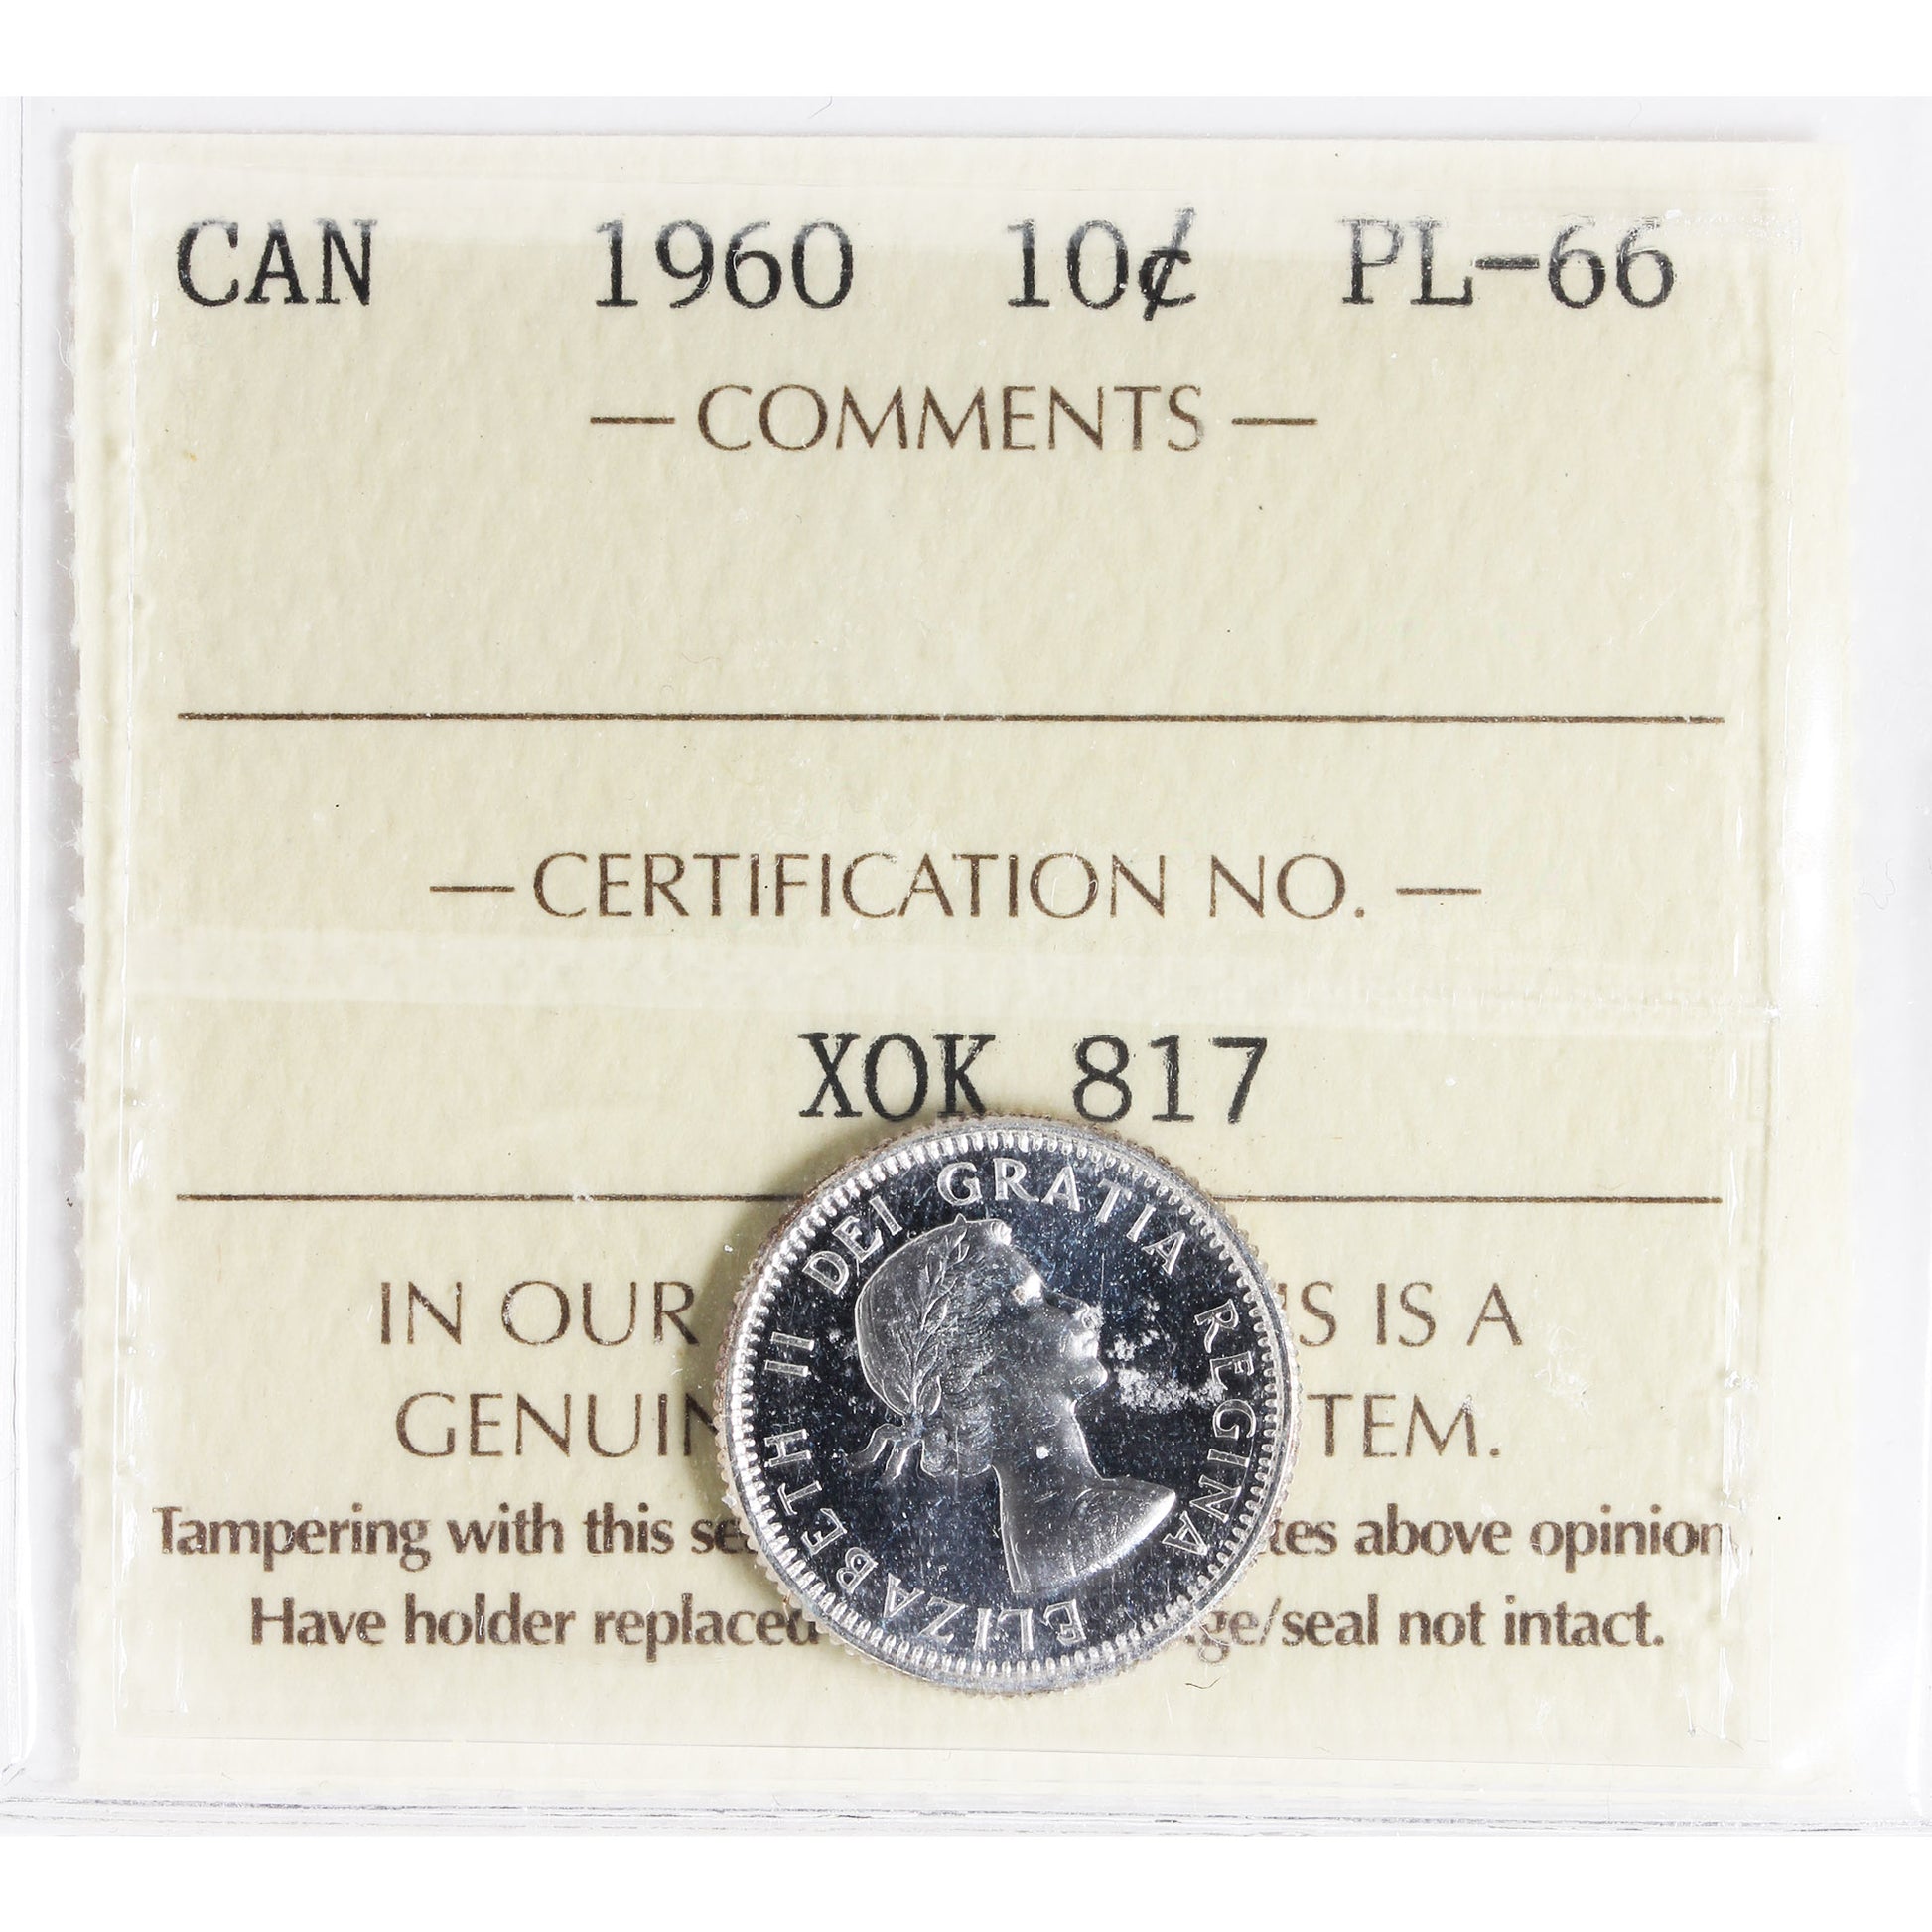 CAN 1960 10¢ PL-66
— COMMENTS —
— CERTIFICATION NO. —
XOK 817
ELIZABETH II DEI GRATIA REGINA
IN OUR 'S IS A
GENUIN TEM.
Tampering with this se tes above opinion
Have holder replaced ge/seal not intact.